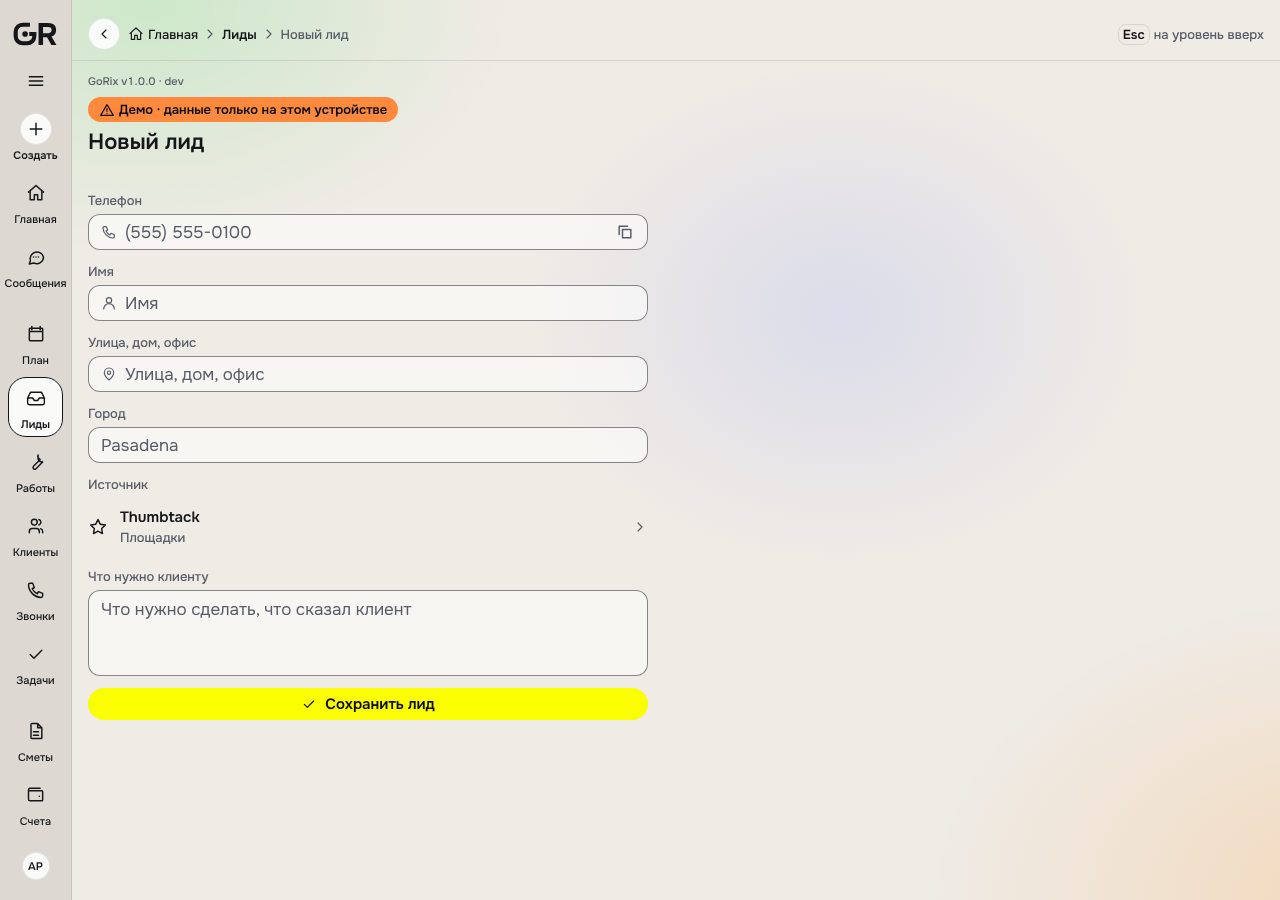 GR
Главная
Лиды
Новый лид
Esc на уровень вверх
GoRix v1.0.0 · dev
Демо · данные только на этом устройстве
Новый лид
Создать
Главная
Сообщения
План
Лиды
Работы
Клиенты
Звонки
Задачи
Сметы
Счета
AP
Телефон
(555) 555-0100
Имя
Имя
Улица, дом, офис
Улица, дом, офис
Город
Pasadena
Источник
Thumbtack
Площадки
Что нужно клиенту
Что нужно сделать, что сказал клиент
Сохранить лид